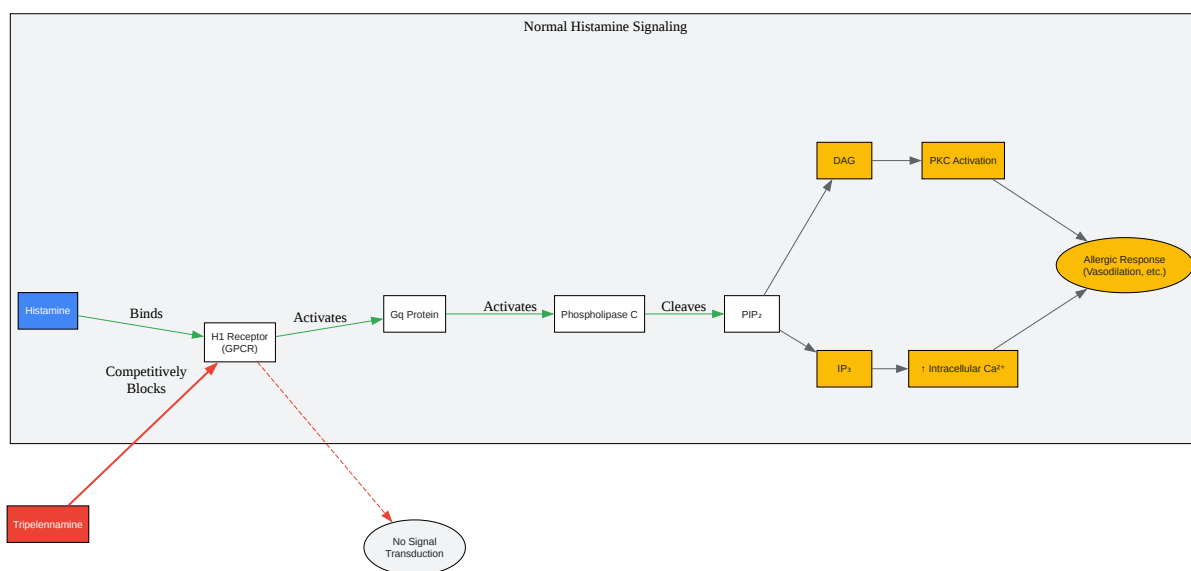 Normal Histamine Signaling
DAG
PKC Activation
Allergic Response
(Vasodilation, etc.)
Histamine
Binds
H1 Receptor
(GPCR)
Activates
Gq Protein
Activates
Phospholipase C
Cleaves
PIP₂
IP₃
↑ Intracellular Ca²⁺
Competitively
Blocks
Tripelennamine
No Signal
Transduction